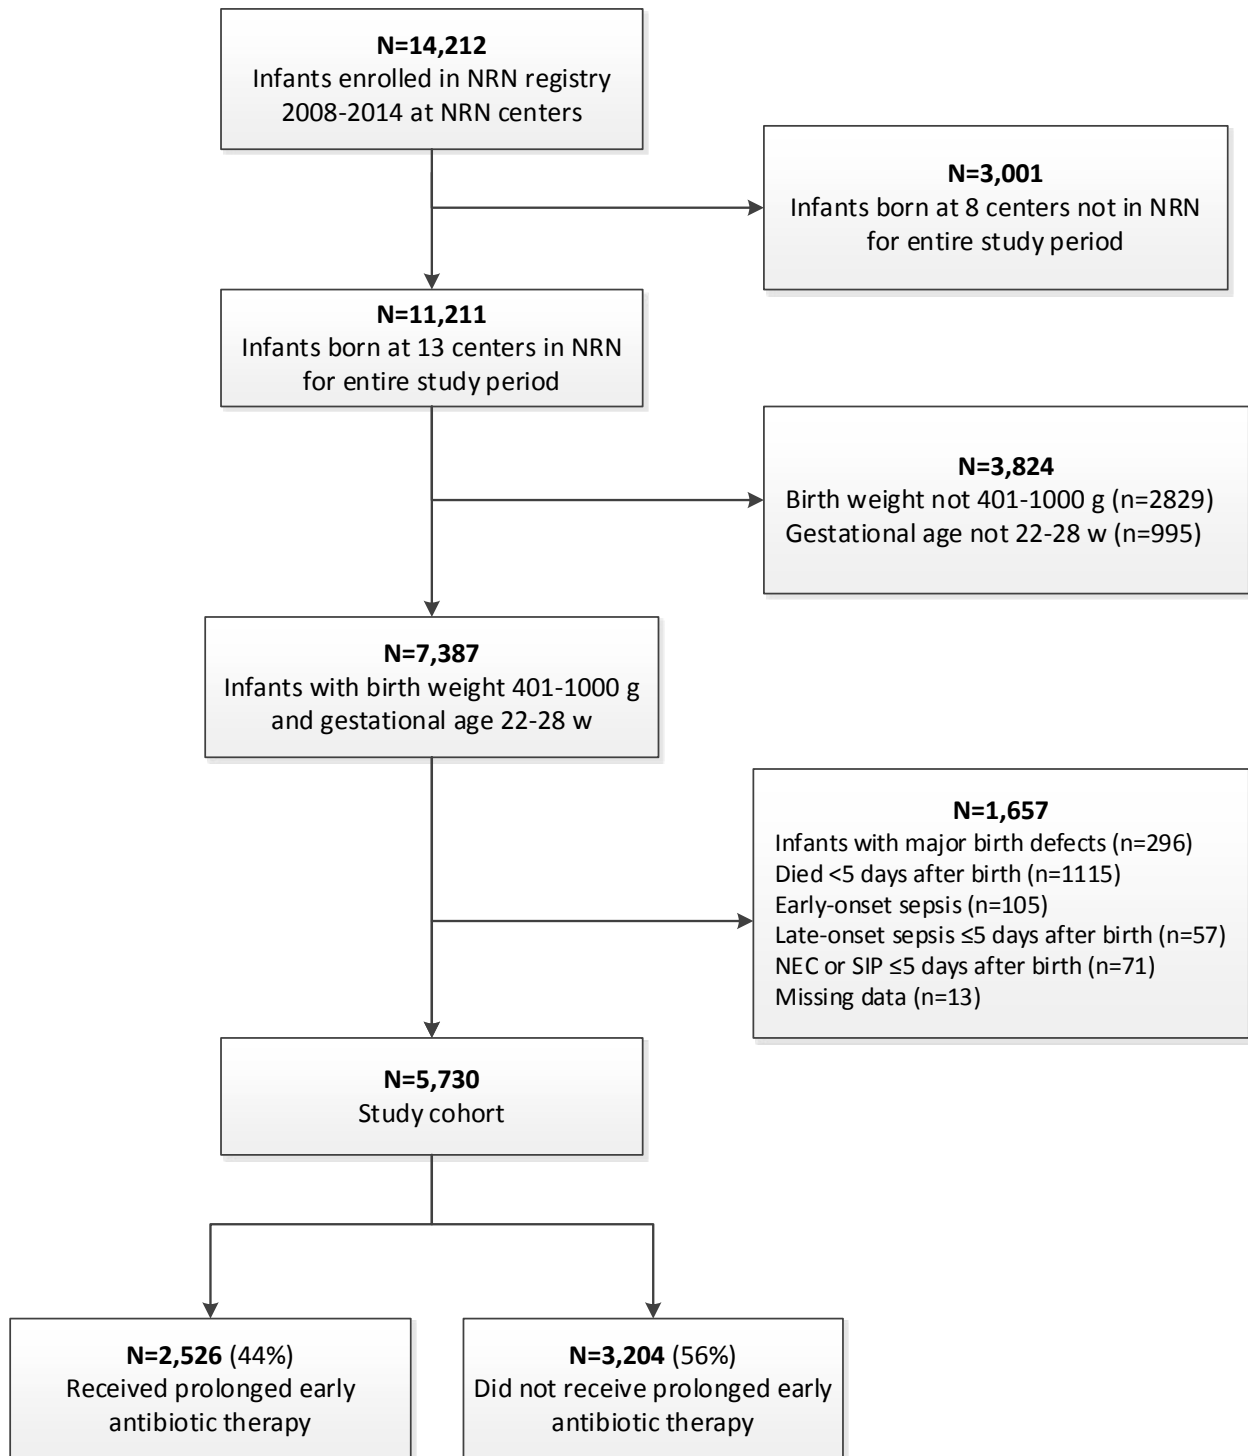 N=14,212
Infants enrolled in NRN registry
2008-2014 at NRN centers
N=3,001
Infants born at 8 centers not in NRN
for entire study period
N=11,211
Infants born at 13 centers in NRN
for entire study period
N=3,824
Birth weight not 401-1000 g (n=2829)
Gestational age not 22-28 w (n=995)
N=7,387
Infants with birth weight 401-1000 g
and gestational age 22-28 w
N=1,657
Infants with major birth defects (n=296)
Died <5 days after birth (n=1115)
Early-onset sepsis (n=105)
Late-onset sepsis ≤5 days after birth (n=57)
NEC or SIP ≤5 days after birth (n=71)
Missing data (n=13)
N=5,730
Study cohort
N=2,526 (44%)
Received prolonged early
antibiotic therapy
N=3,204 (56%)
Did not receive prolonged early
antibiotic therapy